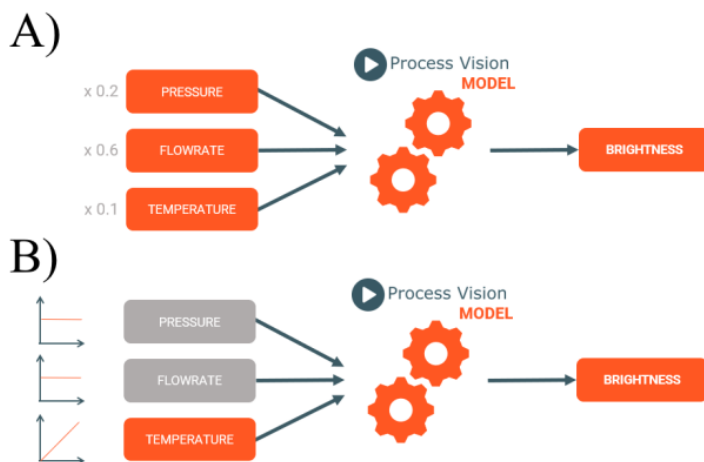 A)
Process Vision
MODEL
x 0.2 PRESSURE
x 0.6 FLOWRATE
BRIGHTNESS
x 0.1 TEMPERATURE
B)
Process Vision
MODEL
PRESSURE
FLOWRATE
BRIGHTNESS
TEMPERATURE